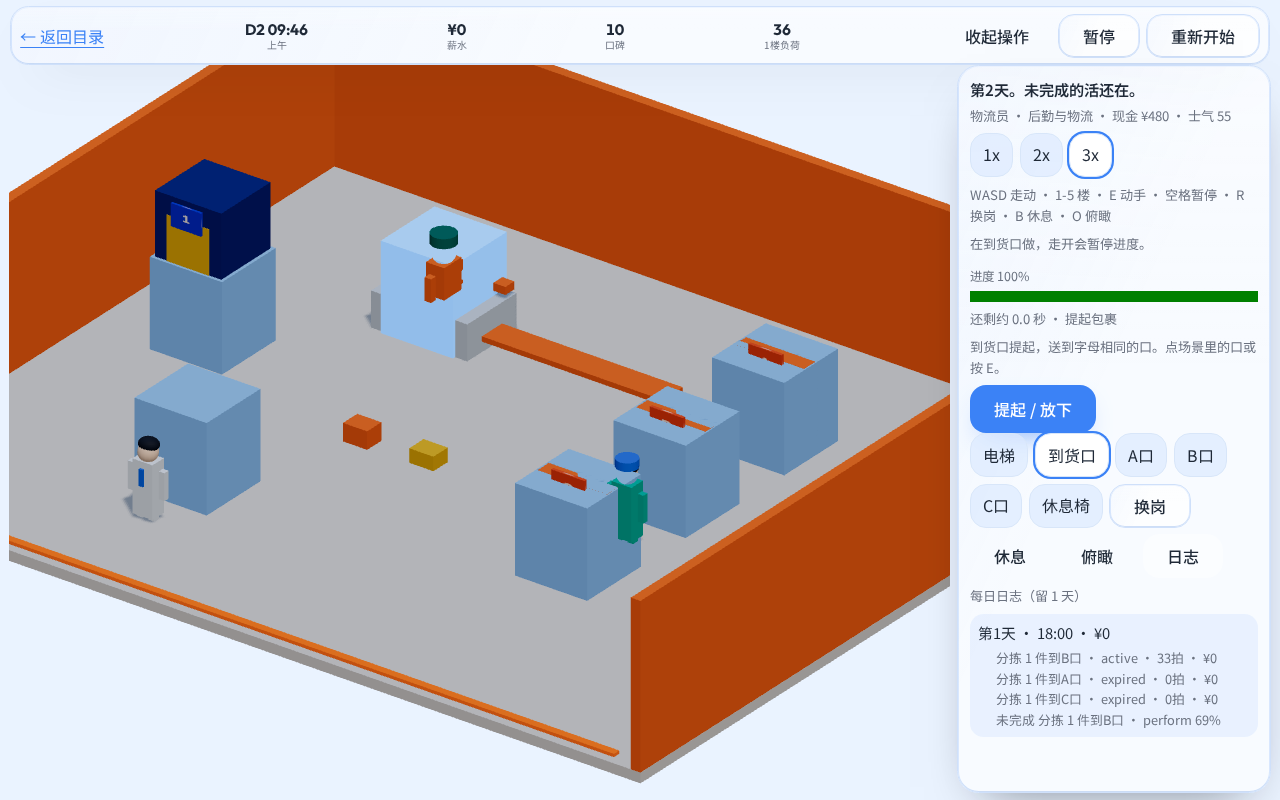 ← 返回目录
D2 09:46
上午
¥0
薪水
10
口碑
36
1楼负荷
收起操作
暂停
重新开始
第2天。未完成的活还在。
物流员 • 后勤与物流 • 现金 ¥480 • 士气 55
1x
2x
3x
WASD 走动 • 1-5 楼 • E 动手 • 空格暂停 • R
换岗 • B 休息 • O 俯瞰
在到货口做，走开会暂停进度。
进度 100%
还剩约 0.0 秒 • 提起包裹
到货口提起，送到字母相同的口。点场景里的口或
按 E。
提起 / 放下
电梯
到货口
A口
B口
C口
休息椅
换岗
休息
俯瞰
日志
每日日志（留 1 天）
第1天 • 18:00 • ¥0
分拣 1 件到B口 • active • 33拍 • ¥0
分拣 1 件到A口 • expired • 0拍 • ¥0
分拣 1 件到C口 • expired • 0拍 • ¥0
未完成 分拣 1 件到B口 • perform 69%
1